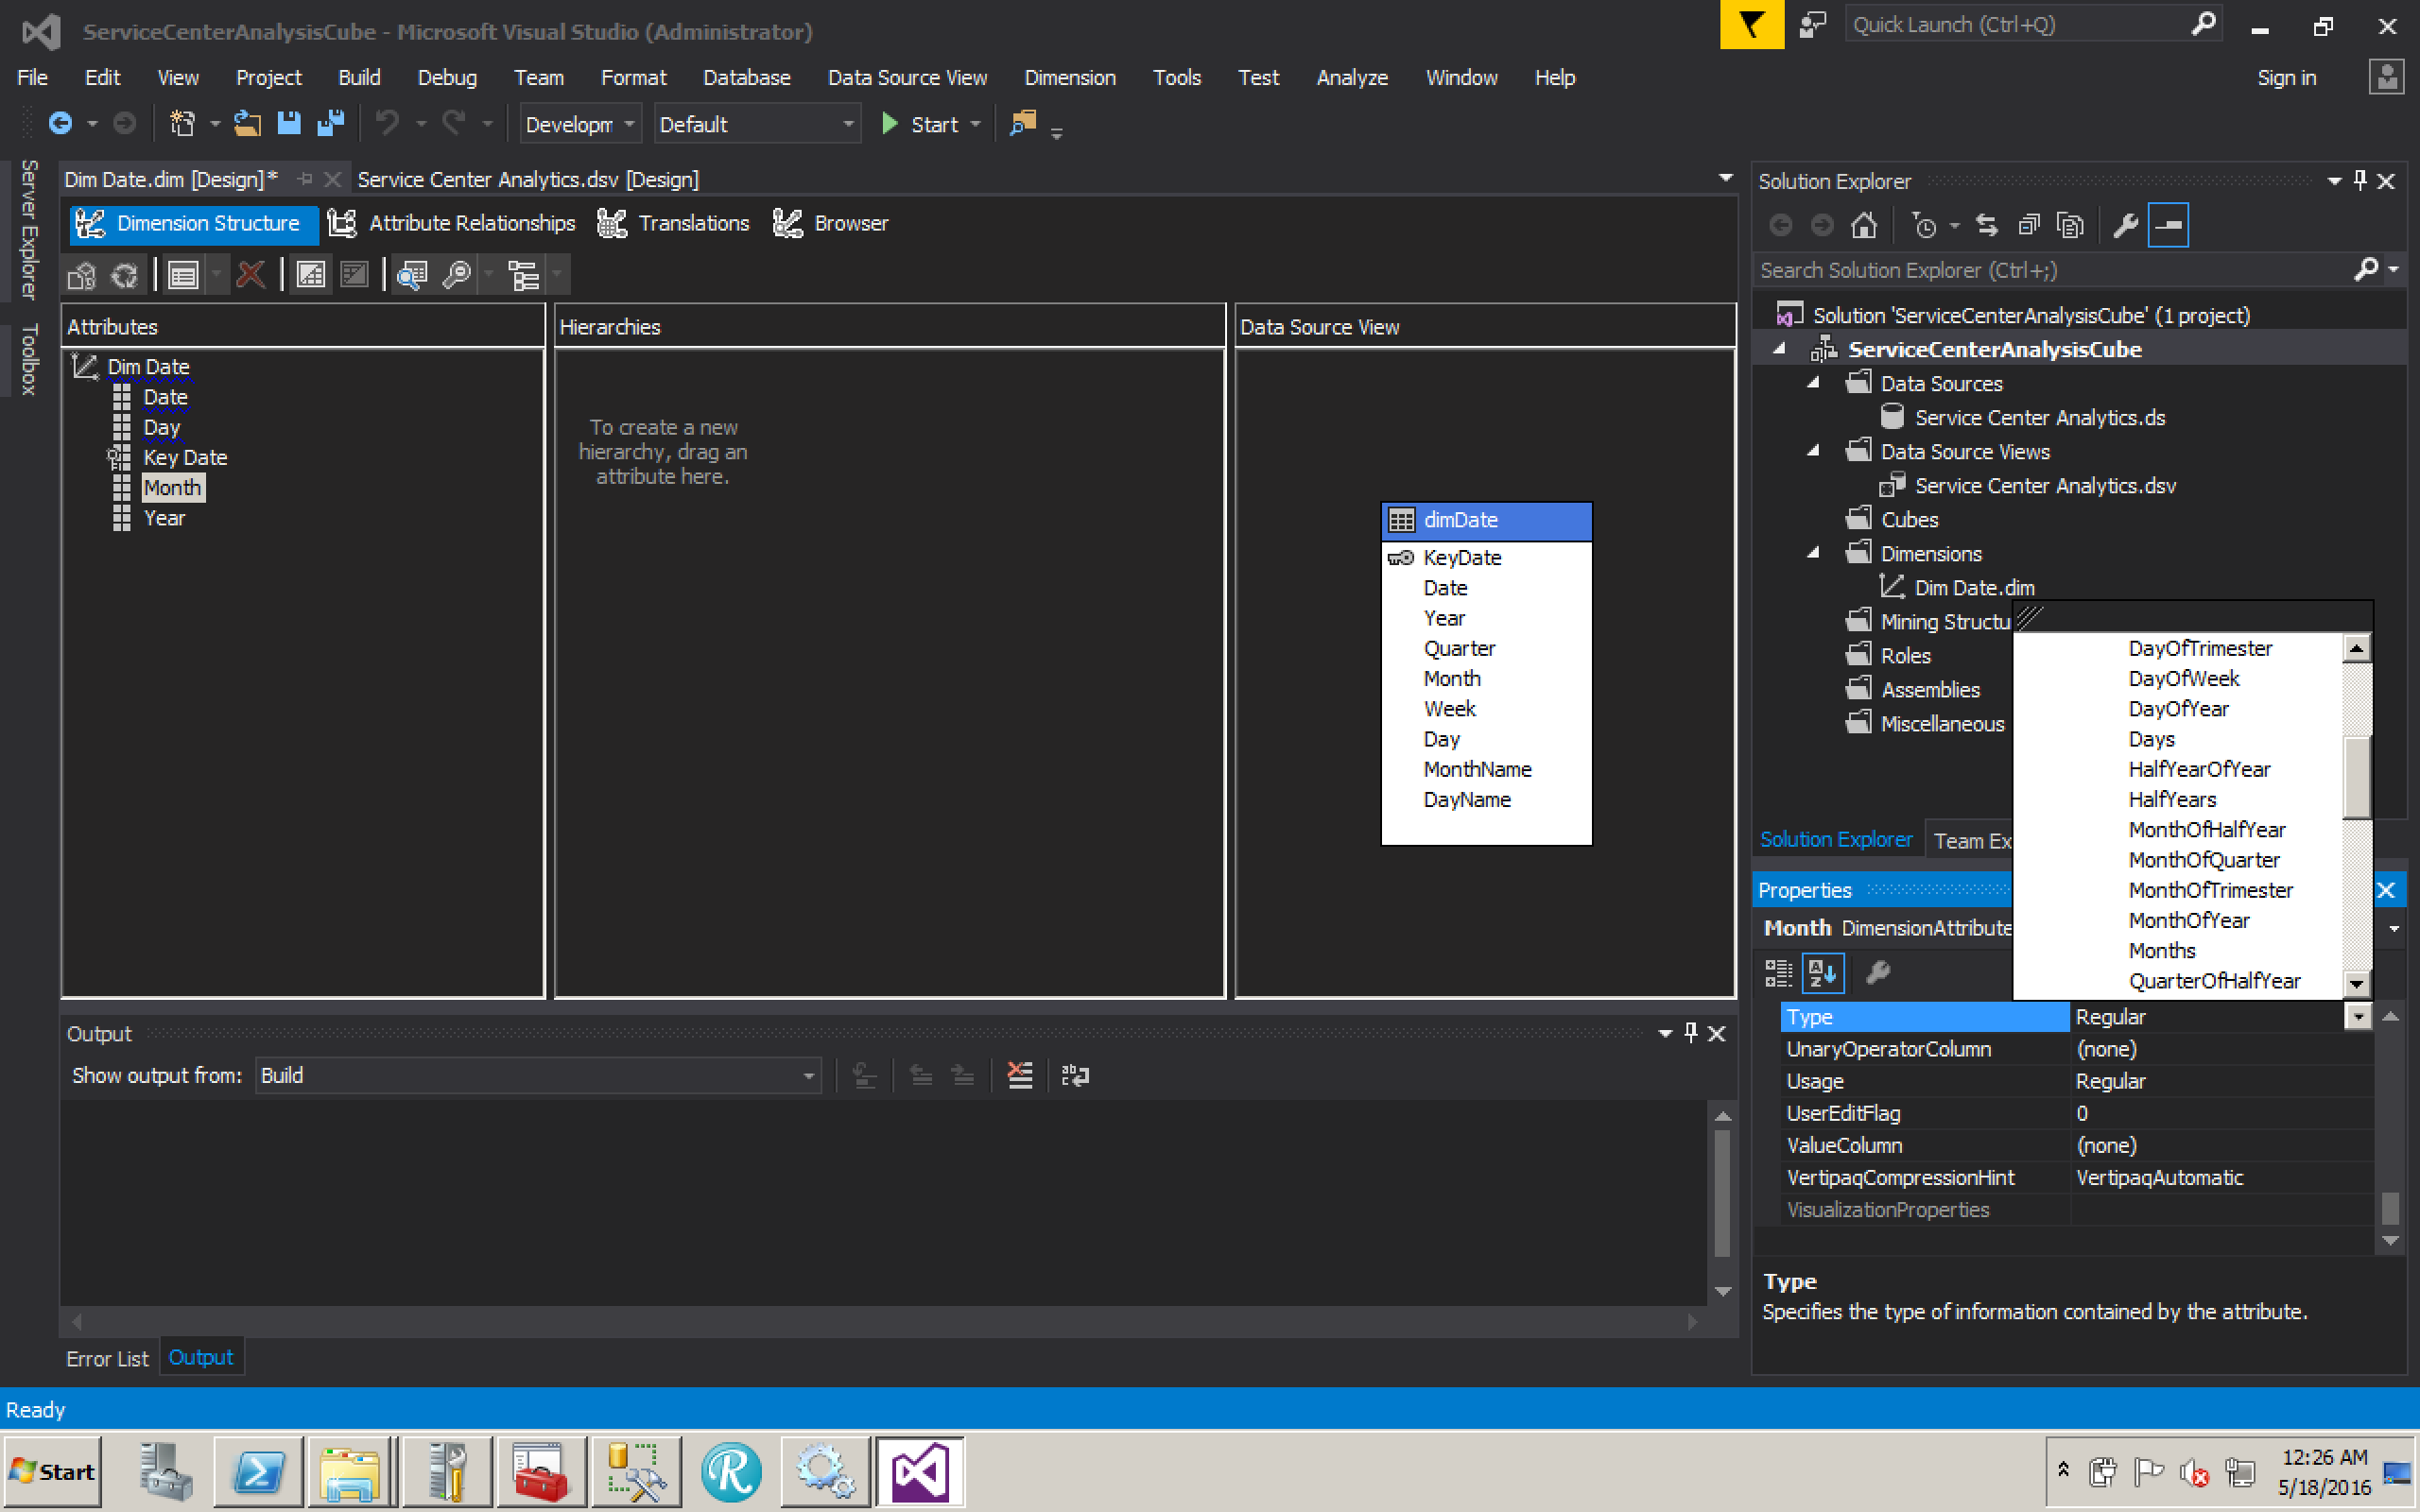 ServiceCenterAnalysisCube - Microsoft Visual Studio (Administrator)
Quick Launch (Ctrl+Q)
File Edit View Project Build Debug Team Format Database Data Source View Dimension Tools Test Analyze Window Help
Sign in
Developm Default Start
Server Explorer
Toolbox
Dim Date.dim [Design]* Service Center Analytics.dsv [Design]
Dimension Structure Attribute Relationships Translations Browser
Attributes
Dim Date
Date
Day
Key Date
Month
Year
Hierarchies
To create a new
hierarchy, drag an
attribute here.
Data Source View
dimDate
KeyDate
Date
Year
Quarter
Month
Week
Day
MonthName
DayName
Output
Show output from: Build
Error List Output
Solution Explorer
Search Solution Explorer (Ctrl+;)
Solution 'ServiceCenterAnalysisCube' (1 project)
ServiceCenterAnalysisCube
Data Sources
Service Center Analytics.ds
Data Source Views
Service Center Analytics.dsv
Cubes
Dimensions
Dim Date.dim
Mining Structu
Roles
Assemblies
Miscellaneous
Solution Explorer Team Ex
DayOfTrimester
DayOfWeek
DayOfYear
Days
HalfYearOfYear
HalfYears
MonthOfHalfYear
MonthOfQuarter
MonthOfTrimester
MonthOfYear
Months
QuarterOfHalfYear
Properties
Month DimensionAttribute
Type Regular
UnaryOperatorColumn (none)
Usage Regular
UserEditFlag 0
ValueColumn (none)
VertipaqCompressionHint VertipaqAutomatic
VisualizationProperties
Type
Specifies the type of information contained by the attribute.
Ready
Start
12:26 AM
5/18/2016